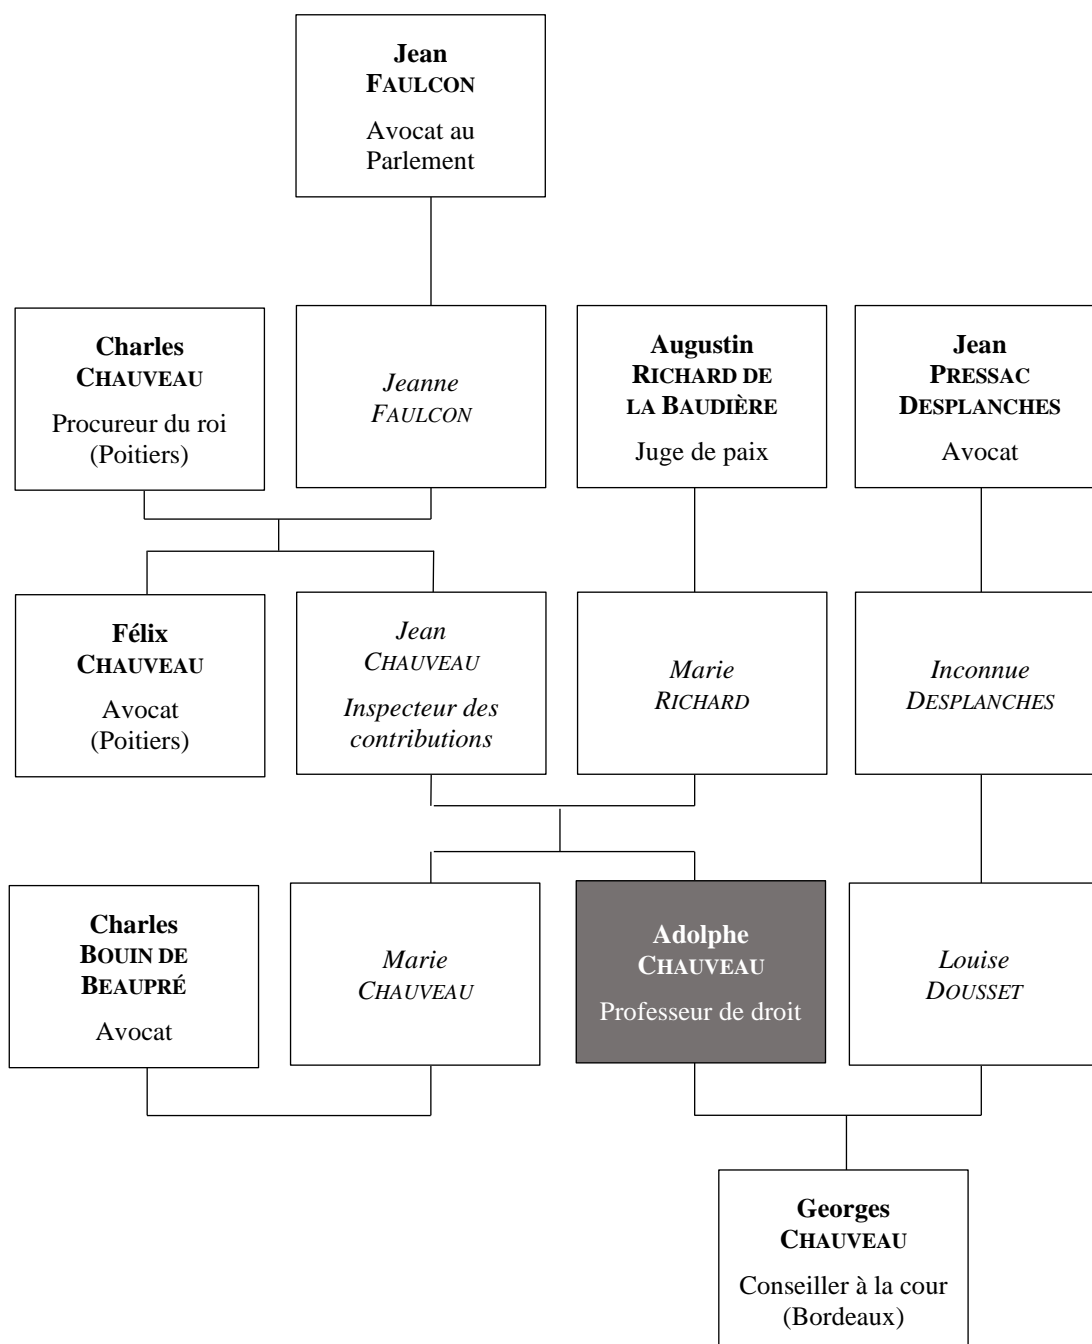 Jean
FAULCON
Avocat au
Parlement
Charles
CHAUVEAU
Procureur du roi
(Poitiers)
Jeanne
FAULCON
Augustin
RICHARD DE
LA BAUDIÈRE
Juge de paix
Jean
PRESSAC
DESPLANCHES
Avocat
Félix
CHAUVEAU
Avocat
(Poitiers)
Jean
CHAUVEAU
Inspecteur des
contributions
Marie
RICHARD
Inconnue
DESPLANCHES
Charles
BOUIN DE
BEAUPRÉ
Avocat
Marie
CHAUVEAU
Adolphe
CHAUVEAU
Professeur de droit
Louise
DOUSSET
Georges
CHAUVEAU
Conseiller à la cour
(Bordeaux)